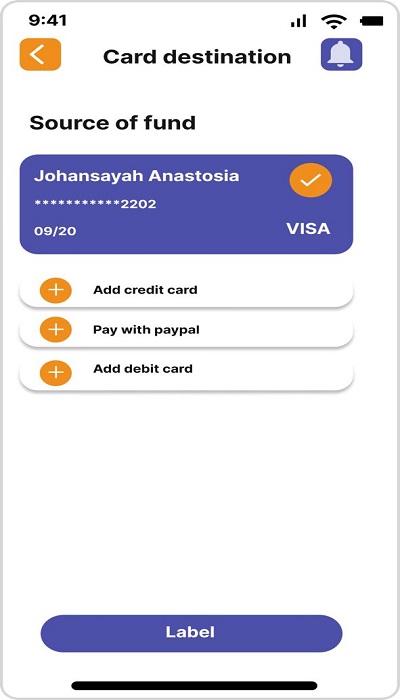 9:41
Card destination
Source of fund
Johansayah Anastosia
***********2202
09/20
VISA
Add credit card
Pay with paypal
Add debit card
Label